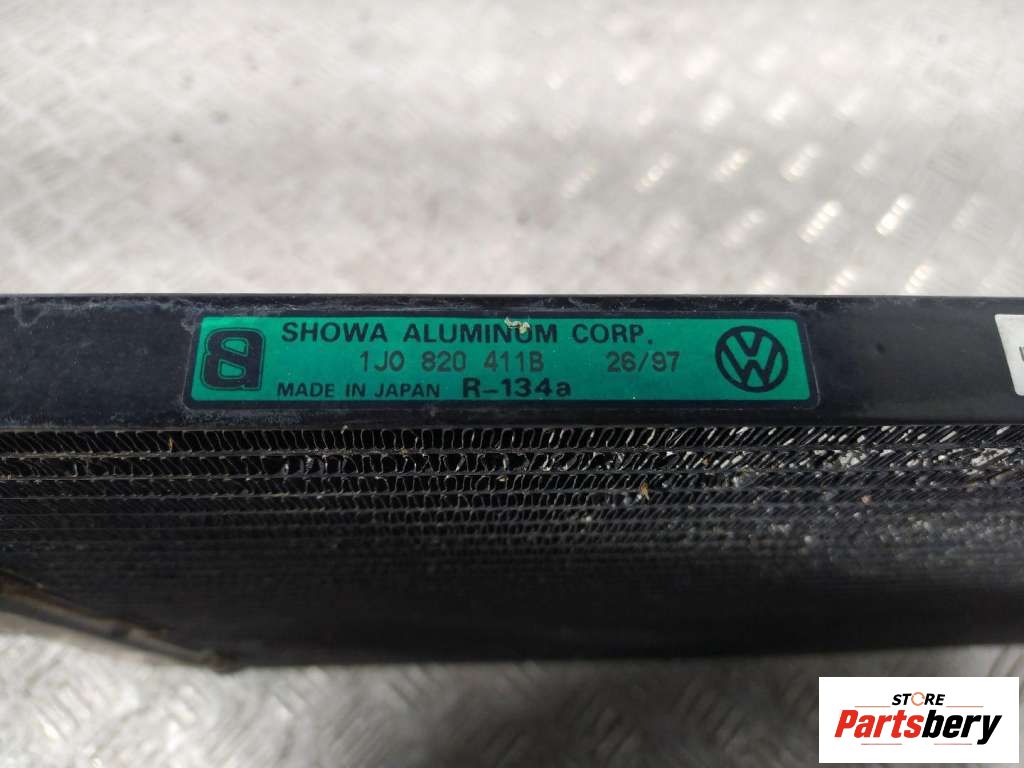 SHOWA ALUMINUM CORP.
1J0 820 411B 26/97
MADE IN JAPAN R-134a
STORE
Partsbery